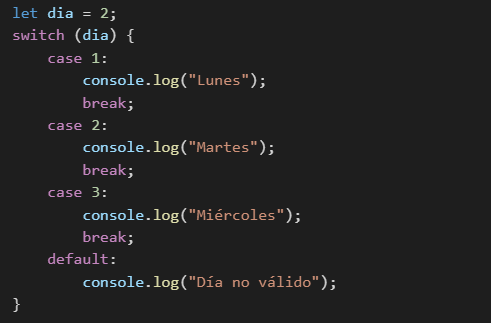 let dia = 2;
switch (dia) {
    case 1:
        console.log("Lunes");
        break;
    case 2:
        console.log("Martes");
        break;
    case 3:
        console.log("Miércoles");
        break;
    default:
        console.log("Día no válido");
}